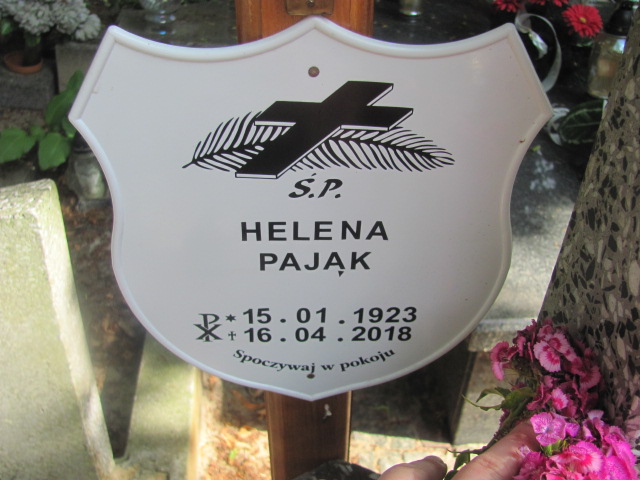 Ś.P.
HELENA
PAJĄK
* 15 . 01 . 1923
† 16 . 04 . 2018
Spoczywaj w pokoju